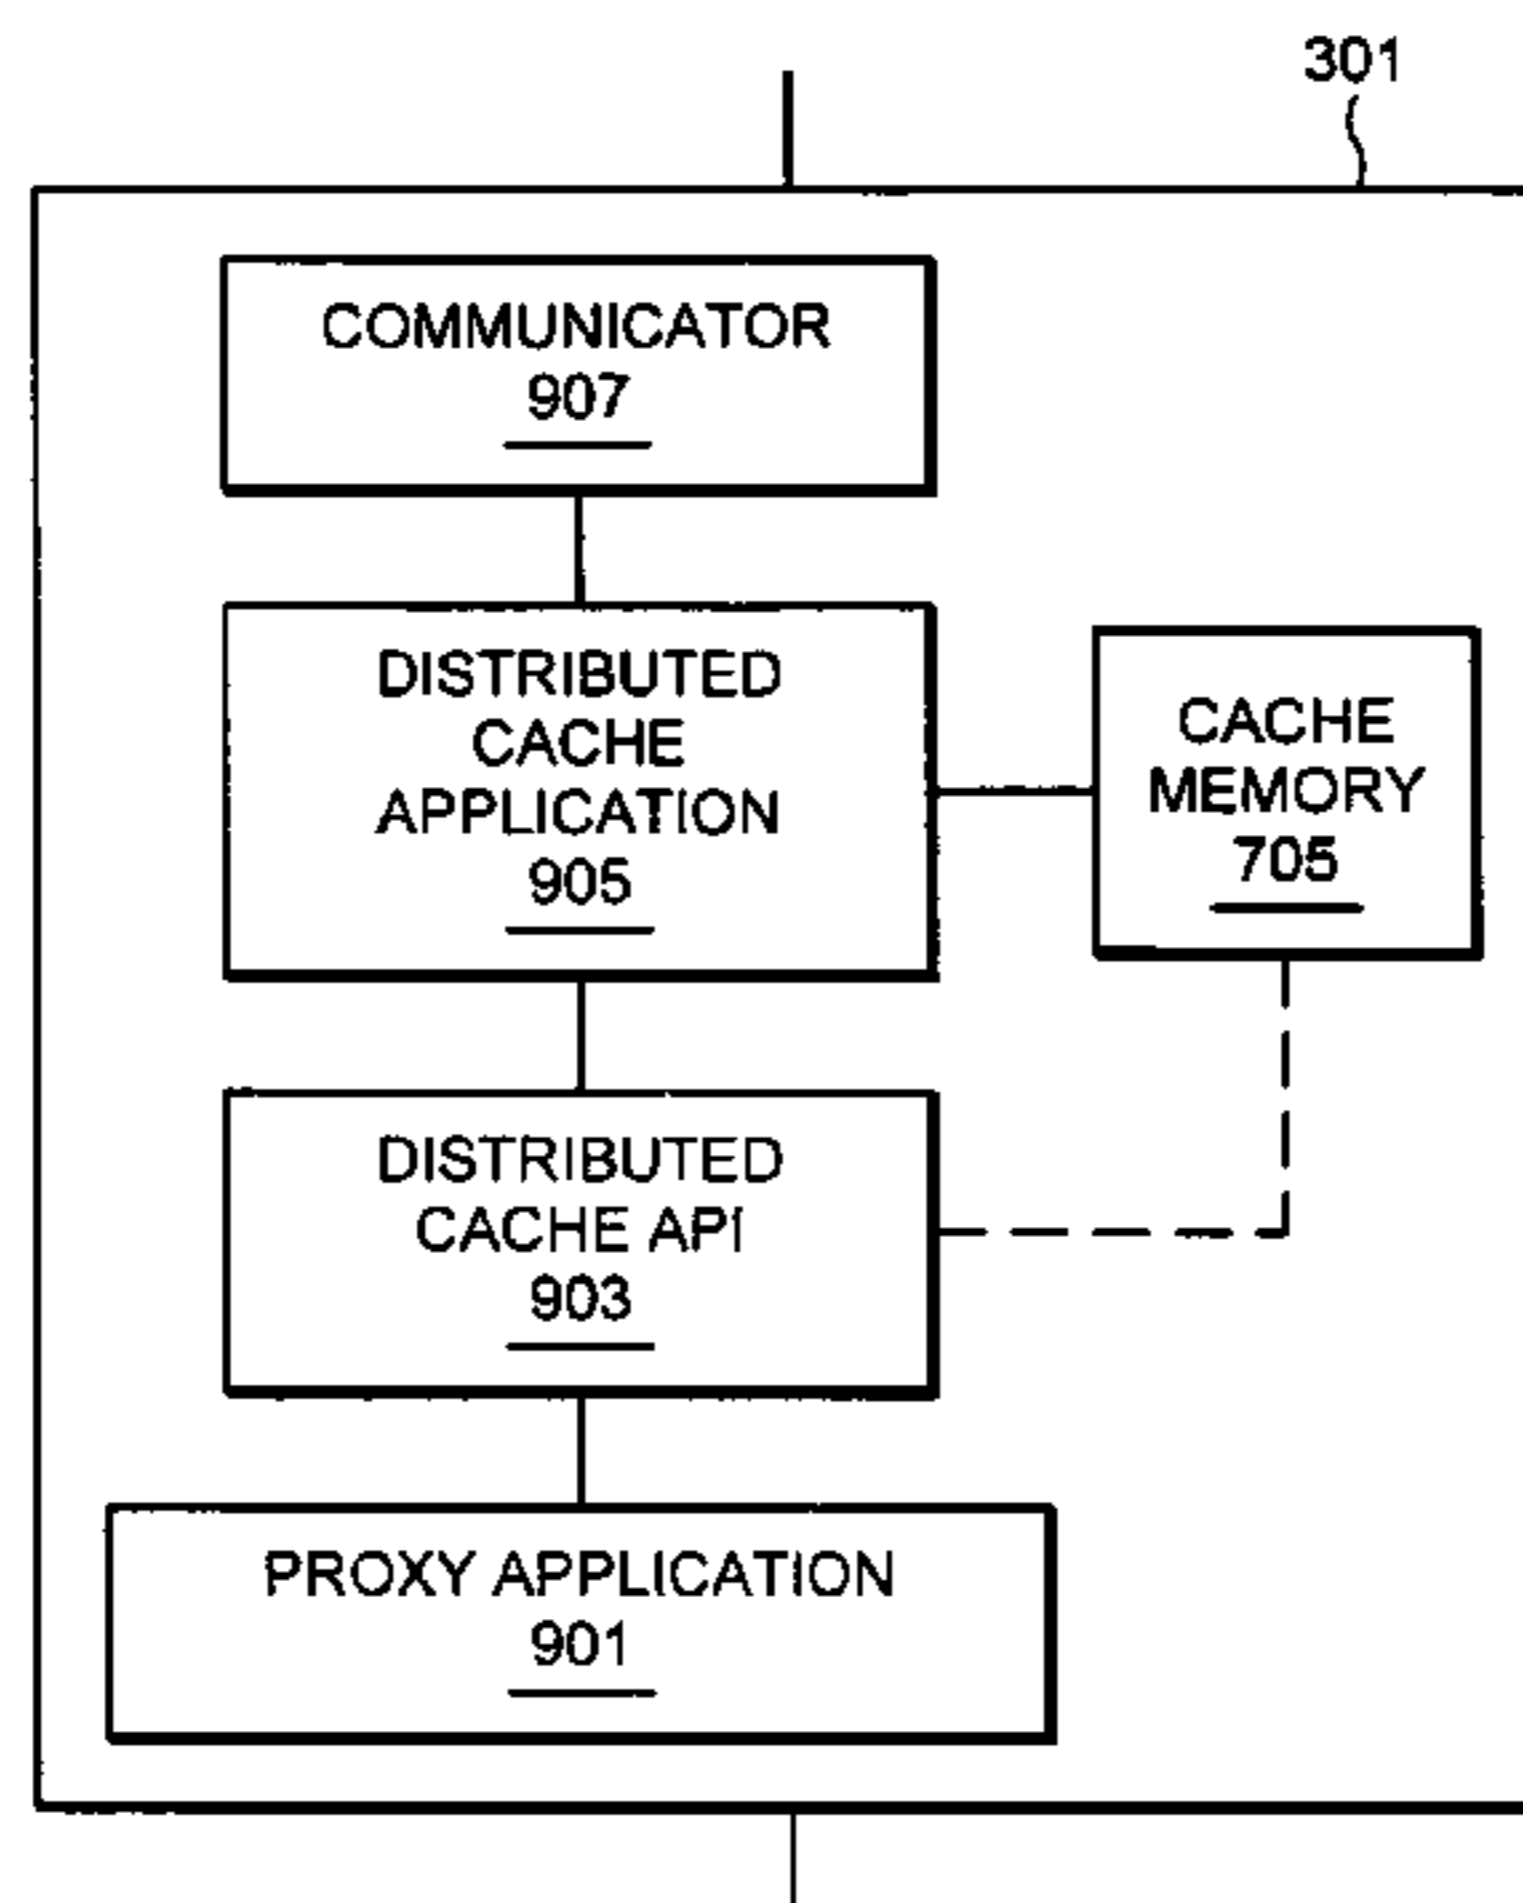 301
COMMUNICATOR
907
DISTRIBUTED
CACHE
APPLICATION
905
CACHE
MEMORY
705
DISTRIBUTED
CACHE API
903
PROXY APPLICATION
901